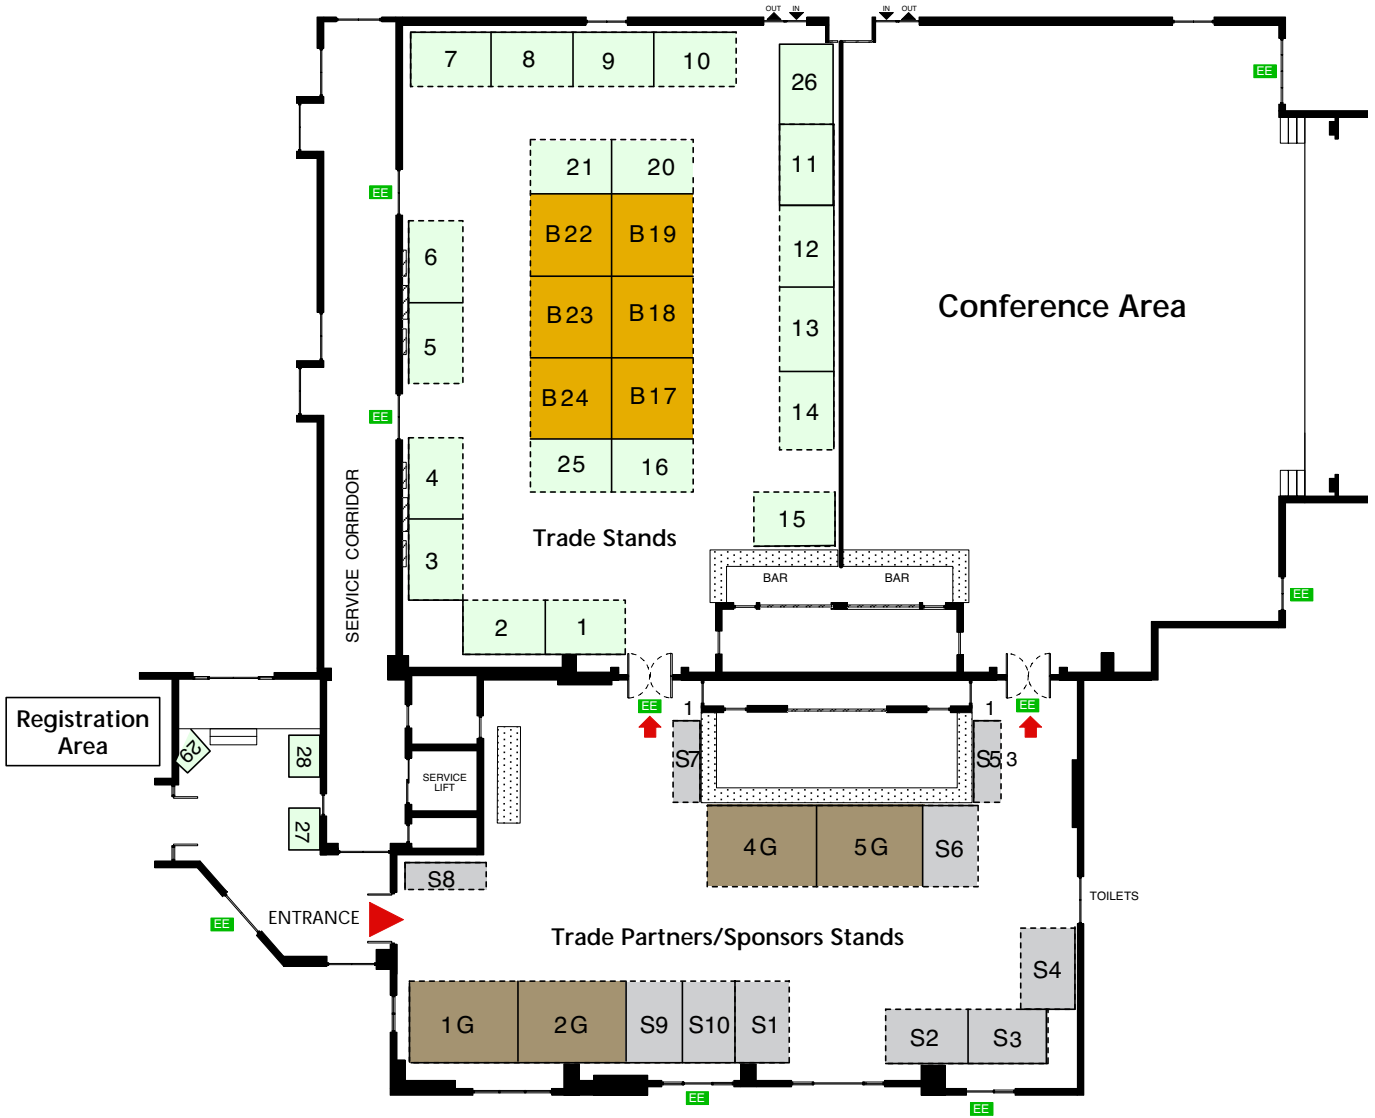 OUT IN IN OUT
7 8 9 10
26
EE
11
21 20
EE
6
B22 B19
12
5
B23 B18
13
Conference Area
4
B24 B17
14
EE
25 16
3
15
Trade Stands
SERVICE CORRIDOR
BAR BAR
EE
2 1
Registration
Area
EE EE
1 1
29
28
S7
S5 3
SERVICE
LIFT
27
4G 5G S6
S8
TOILETS
EE
ENTRANCE
Trade Partners/Sponsors Stands
S4
1G 2G S9 S10 S1
S2 S3
EE
EE